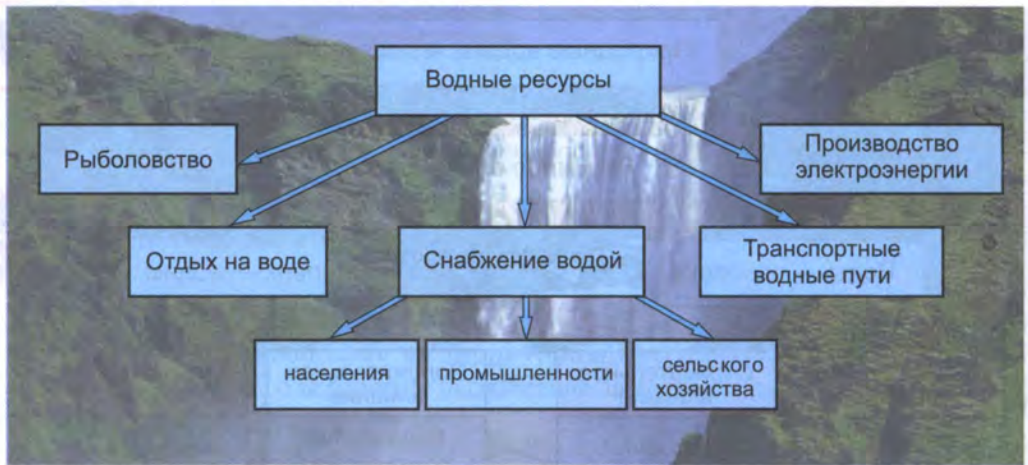 Водные ресурсы
Рыболовство
Производство
электроэнергии
Отдых на воде
Снабжение водой
Транспортные
водные пути
населения
промышленности
сельского
хозяйства